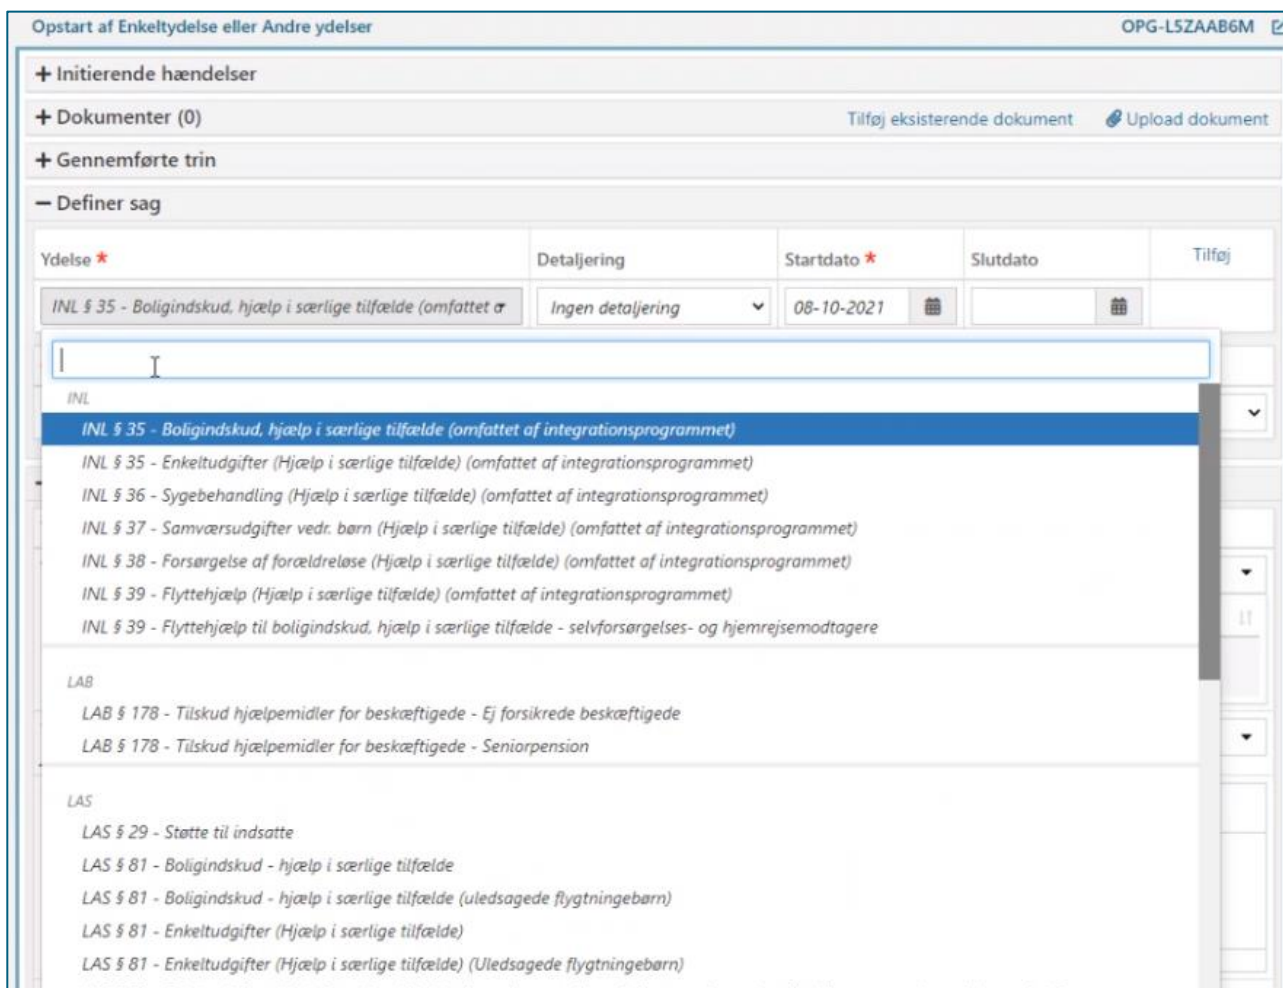 Opstart af Enkeltydelse eller Andre ydelser OPG-L5ZAAB6M
Initierende hændelser
Dokumenter (0) Tilføj eksisterende dokument Upload dokument
Gennemførte trin
Definer sag
Ydelse * Detaljering Startdato * Slutdato Tilføj
INL § 35 - Boligindskud, hjælp i særlige tilfælde (omfattet Ingen detaljering 08-10-2021
INL
INL § 35 - Boligindskud, hjælp i særlige tilfælde (omfattet af integrationsprogrammet)
INL § 35 - Enkeltudgifter (Hjælp i særlige tilfælde) (omfattet af integrationsprogrammet)
INL § 36 - Sygebehandling (Hjælp i særlige tilfælde) (omfattet af integrationsprogrammet)
INL § 37 - Samværsudgifter vedr. børn (Hjælp i særlige tilfælde) (omfattet af integrationsprogrammet)
INL § 38 - Forsørgelse af forældreløse (Hjælp i særlige tilfælde) (omfattet af integrationsprogrammet)
INL § 39 - Flyttehjælp (Hjælp i særlige tilfælde) (omfattet af integrationsprogrammet)
INL § 39 - Flyttehjælp til boligindskud, hjælp i særlige tilfælde - selvforsørgelses- og hjemrejsemodtagere
LAB
LAB § 178 - Tilskud hjælpemidler for beskæftigede - Ej forsikrede beskæftigede
LAB § 178 - Tilskud hjælpemidler for beskæftigede - Seniorpension
LAS
LAS § 29 - Støtte til indsatte
LAS § 81 - Boligindskud - hjælp i særlige tilfælde
LAS § 81 - Boligindskud - hjælp i særlige tilfælde (uledsagede flygtningebørn)
LAS § 81 - Enkeltudgifter (Hjælp i særlige tilfælde)
LAS § 81 - Enkeltudgifter (Hjælp i særlige tilfælde) (Uledsagede flygtningebørn)